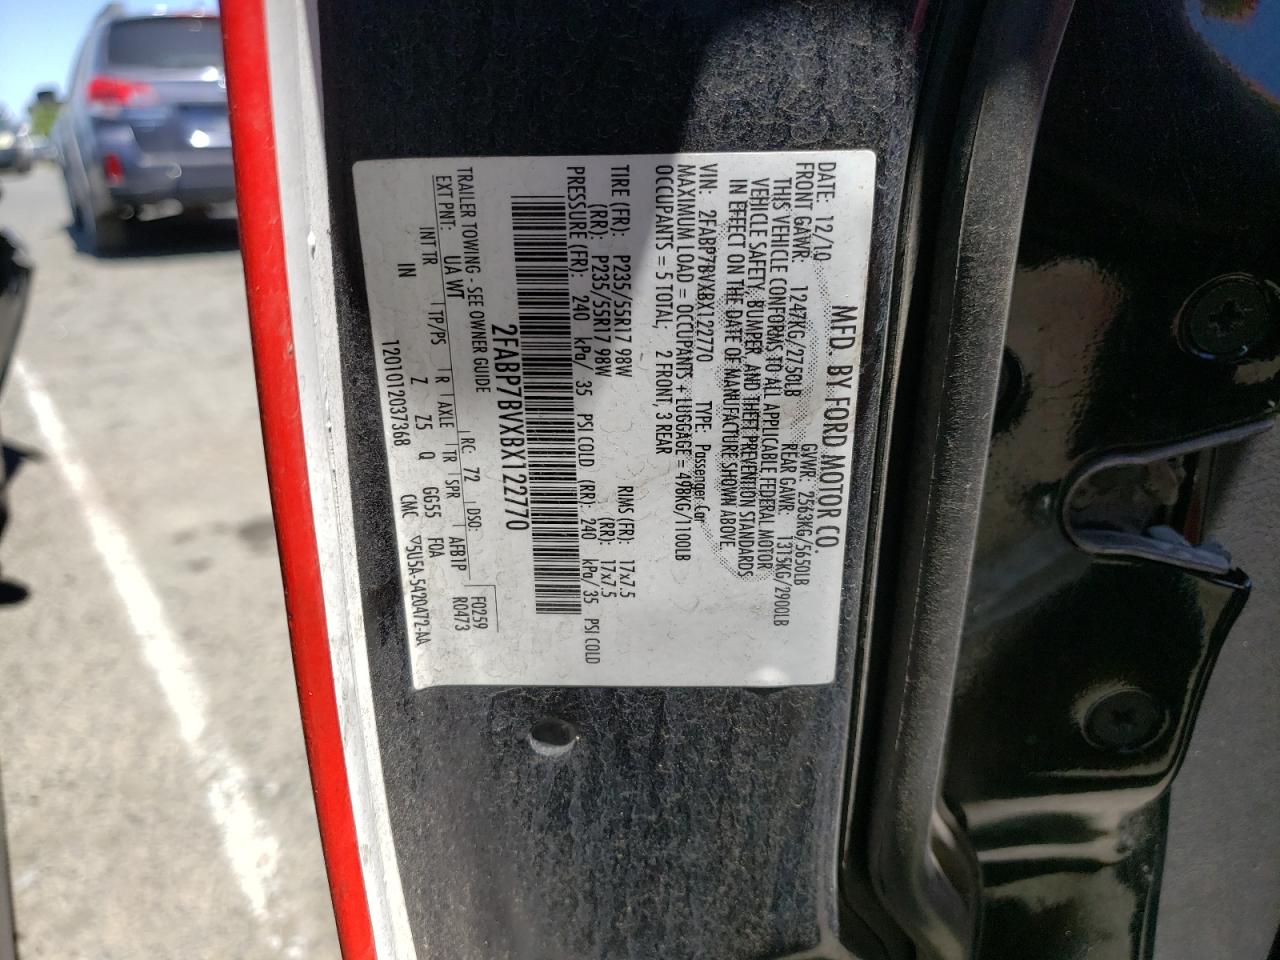 MFD. BY FORD MOTOR CO.
DATE: 12/10 GVWR: 2563KG/5650LB
FRONT GAWR: 1247KG/2750LB REAR GAWR: 1315KG/2900LB
THIS VEHICLE CONFORMS TO ALL APPLICABLE FEDERAL MOTOR
VEHICLE SAFETY, BUMPER, AND THEFT PREVENTION STANDARDS
IN EFFECT ON THE DATE OF MANUFACTURE SHOWN ABOVE.
VIN: 2FABP7BVXBX122770 TYPE: Passenger Car
MAXIMUM LOAD = OCCUPANTS + LUGGAGE = 498KG/1100LB
OCCUPANTS = 5 TOTAL; 2 FRONT, 3 REAR
TIRE (FR): P235/55R17 98W RIMS (FR): 17x7.5
(RR): P235/55R17 98W (RR): 17x7.5
PRESSURE (FR): 240 kPa/ 35 PSI COLD (RR): 240 kPa/35 PSI COLD
2FABP7BVXBX122770
TRAILER TOWING - SEE OWNER GUIDE F0259
EXT PNT: UA WT RC: 72 DSO: AFB1P R0473
INT TR TP/PS R AXLE TR SPR
IN Z Z5 Q GG55 FOA
12010120373​68 CMC ▽5U5A-5420472-AA